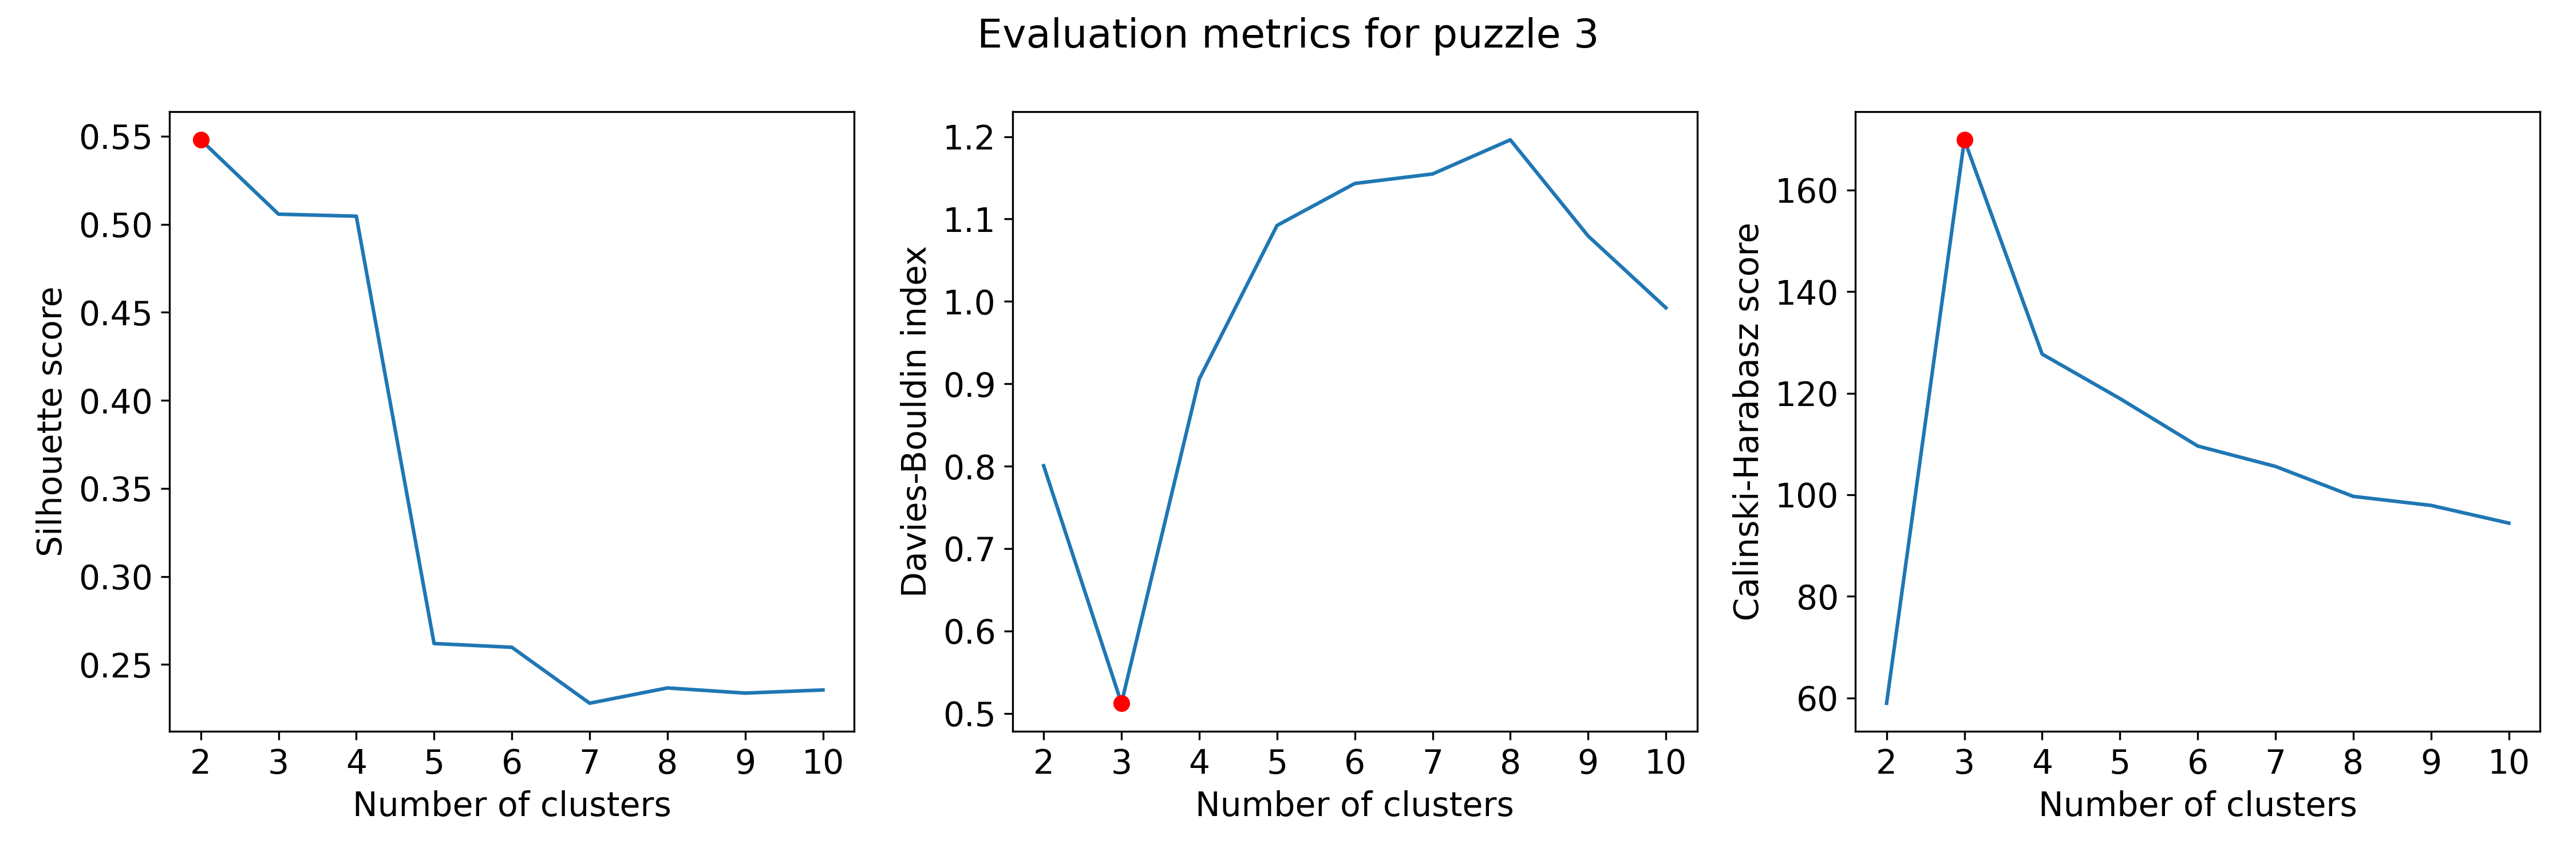 Evaluation metrics for puzzle 3
Silhouette score
0.55
0.50
0.45
0.40
0.35
0.30
0.25
2 3 4 5 6 7 8 9 10
Number of clusters
Davies-Bouldin index
1.2
1.1
1.0
0.9
0.8
0.7
0.6
0.5
2 3 4 5 6 7 8 9 10
Number of clusters
Calinski-Harabasz score
160
140
120
100
80
60
2 3 4 5 6 7 8 9 10
Number of clusters